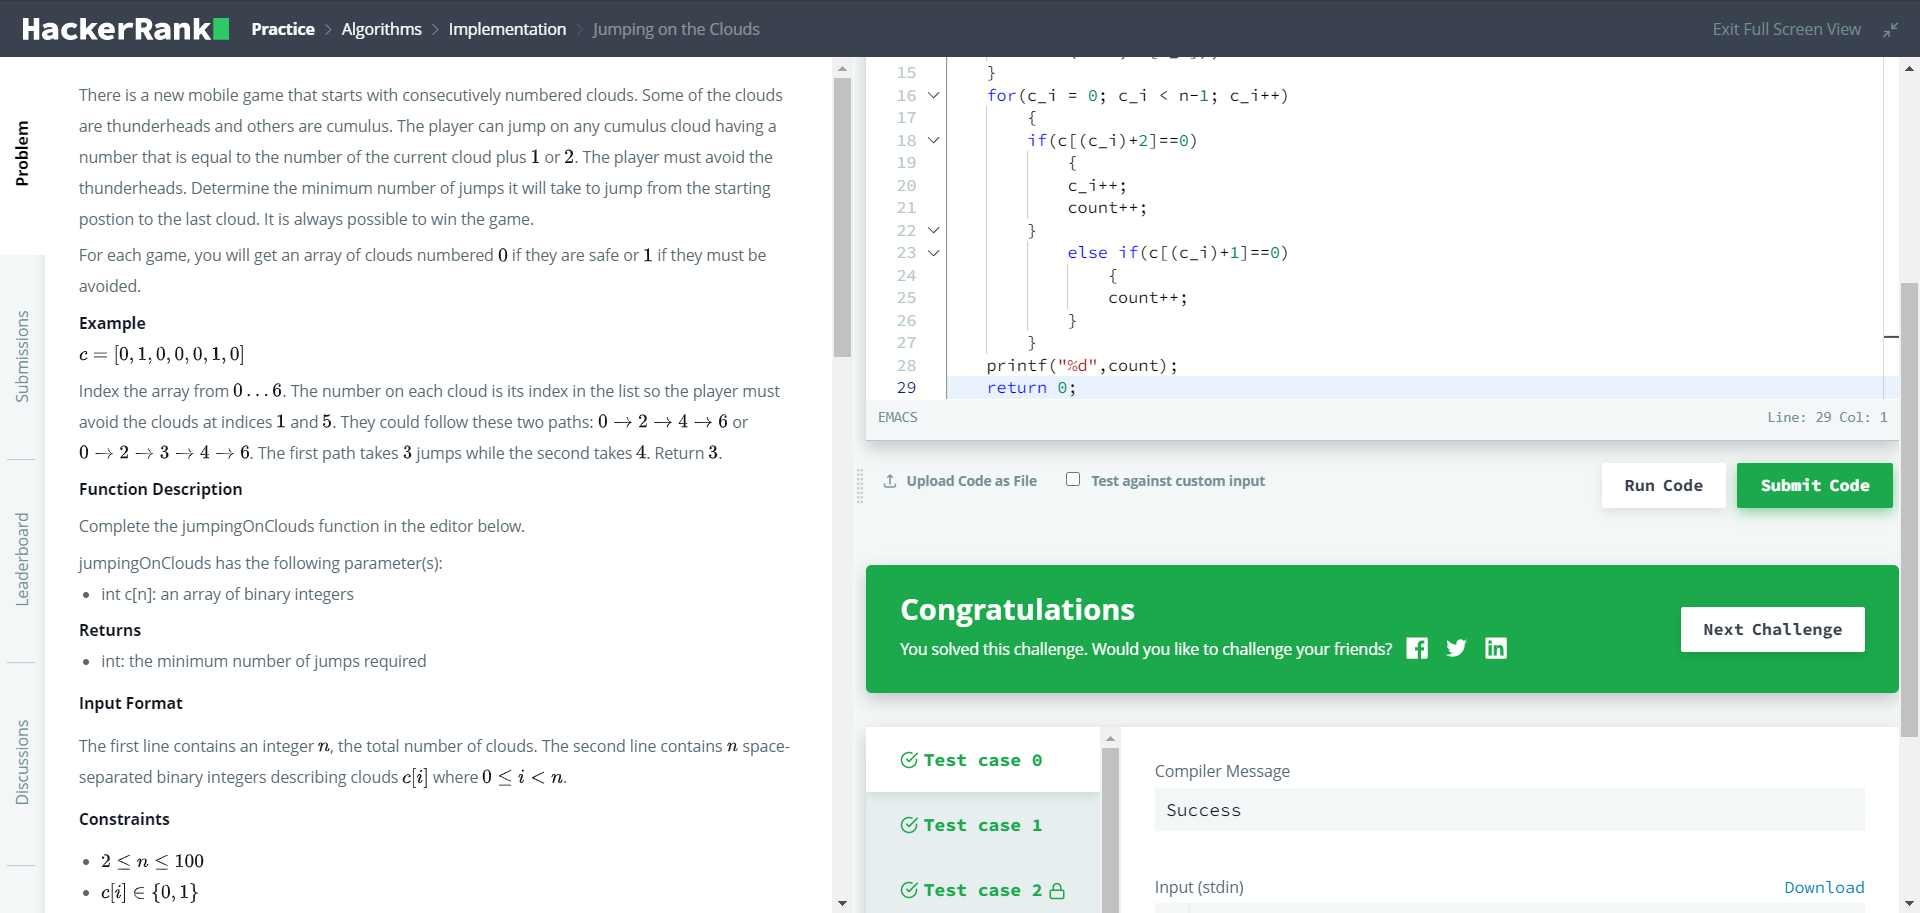 HackerRank
Practice > Algorithms > Implementation > Jumping on the Clouds
Exit Full Screen View
Problem
Submissions
Leaderboard
Discussions
There is a new mobile game that starts with consecutively numbered clouds. Some of the clouds
are thunderheads and others are cumulus. The player can jump on any cumulus cloud having a
number that is equal to the number of the current cloud plus 1 or 2. The player must avoid the
thunderheads. Determine the minimum number of jumps it will take to jump from the starting
postion to the last cloud. It is always possible to win the game.
For each game, you will get an array of clouds numbered 0 if they are safe or 1 if they must be
avoided.
Example
c = [0, 1, 0, 0, 0, 1, 0]
Index the array from 0 . . . 6. The number on each cloud is its index in the list so the player must
avoid the clouds at indices 1 and 5. They could follow these two paths: 0 → 2 → 4 → 6 or
0 → 2 → 3 → 4 → 6. The first path takes 3 jumps while the second takes 4. Return 3.
Function Description
Complete the jumpingOnClouds function in the editor below.
jumpingOnClouds has the following parameter(s):
• int c[n]: an array of binary integers
Returns
• int: the minimum number of jumps required
Input Format
The first line contains an integer n, the total number of clouds. The second line contains n space-
separated binary integers describing clouds c[i] where 0 ≤ i < n.
Constraints
• 2 ≤ n ≤ 100
• c[i] ∈ {0, 1}
15 }
16 for(c_i = 0; c_i < n-1; c_i++)
17 {
18 if(c[(c_i)+2]==0)
19 {
20 c_i++;
21 count++;
22 }
23 else if(c[(c_i)+1]==0)
24 {
25 count++;
26 }
27 }
28 printf("%d",count);
29 return 0;
EMACS
Line: 29 Col: 1
Upload Code as File
Test against custom input
Run Code
Submit Code
Congratulations
You solved this challenge. Would you like to challenge your friends?
Next Challenge
Test case 0
Test case 1
Test case 2
Compiler Message
Success
Input (stdin)
Download